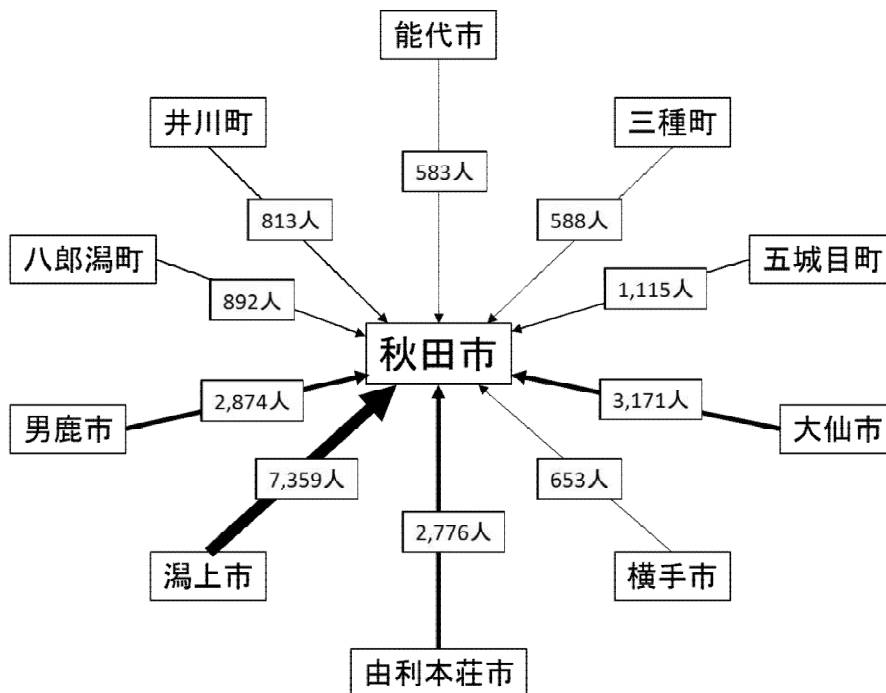 能代市
井川町
三種町
583人
813人
588人
八郎潟町
五城目町
892人
1,115人
秋田市
2,874人
3,171人
男鹿市
大仙市
7,359人
653人
2,776人
潟上市
横手市
由利本荘市